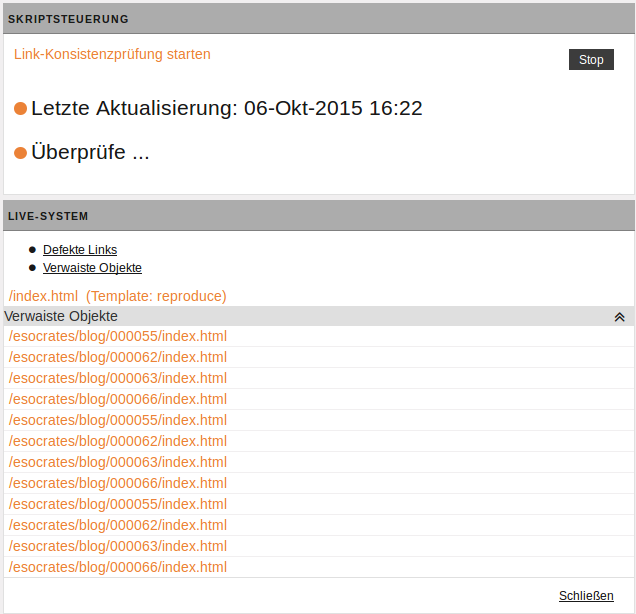 SKRIPTSTEUERUNG
Link-Konsistenzprüfung starten
Stop
Letzte Aktualisierung: 06-Okt-2015 16:22
Überprüfe ...
LIVE-SYSTEM
Defekte Links
Verwaiste Objekte
/index.html (Template: reproduce)
Verwaiste Objekte
/esocrates/blog/000055/index.html
/esocrates/blog/000062/index.html
/esocrates/blog/000063/index.html
/esocrates/blog/000066/index.html
/esocrates/blog/000055/index.html
/esocrates/blog/000062/index.html
/esocrates/blog/000063/index.html
/esocrates/blog/000066/index.html
/esocrates/blog/000055/index.html
/esocrates/blog/000062/index.html
/esocrates/blog/000063/index.html
/esocrates/blog/000066/index.html
Schließen